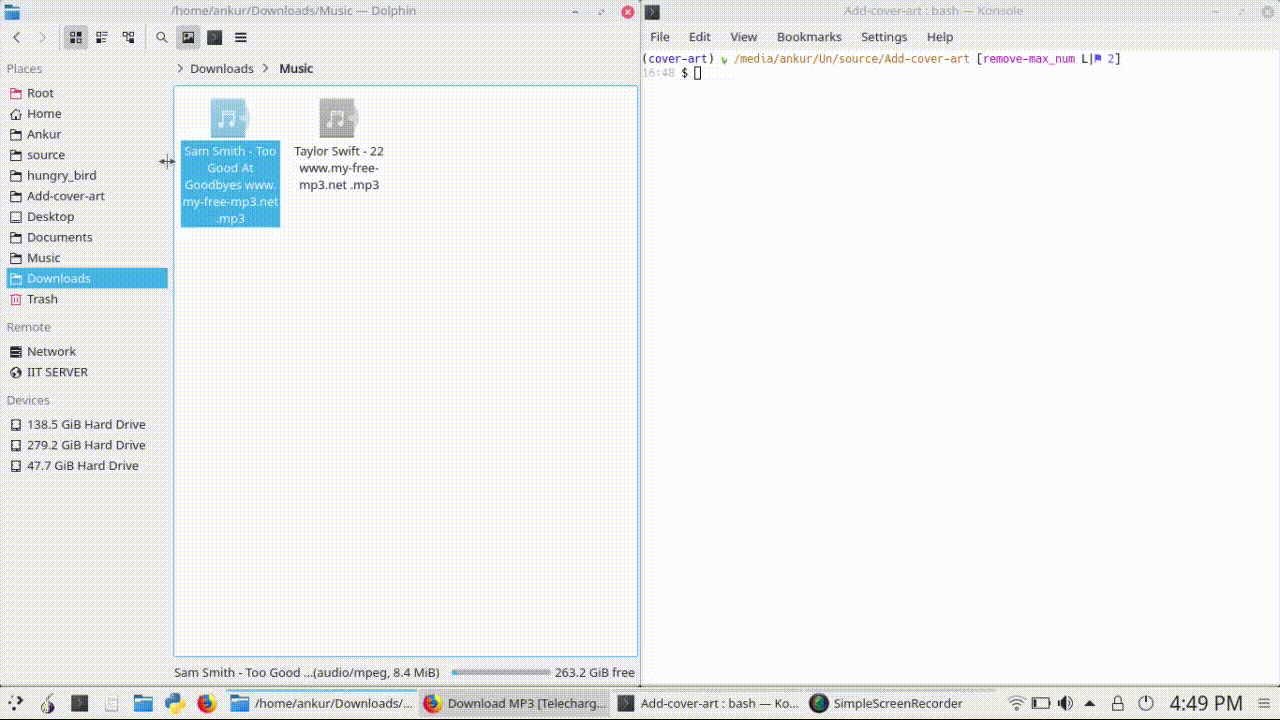 /home/ankur/Downloads/Music — Dolphin
Places
Root
Home
Ankur
source
hungry_bird
Add-cover-art
Desktop
Documents
Music
Downloads
Trash
Remote
Network
IIT SERVER
Devices
138.5 GiB Hard Drive
279.2 GiB Hard Drive
47.7 GiB Hard Drive
Downloads
Music
Sam Smith - Too
Good At
Goodbyes www.
my-free-mp3.net
.mp3
Taylor Swift - 22
www.my-free-
mp3.net .mp3
Sam Smith - Too Good ...(audio/mpeg, 8.4 MiB)
263.2 GiB free
Add-cover-art : bash — Konsole
File Edit View Bookmarks Settings Help
(cover-art) /media/ankur/Un/source/Add-cover-art [remove-max_num L| 2]
16:48 $
/home/ankur/Downloads/...
Download MP3 [Telecharg...
Add-cover-art : bash — Ko...
SimpleScreenRecorder
4:49 PM